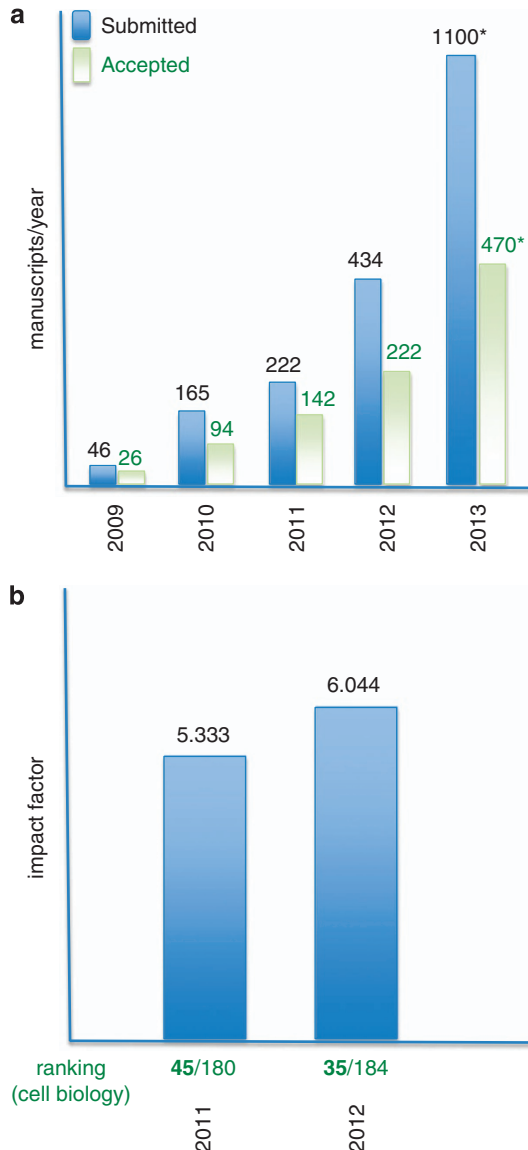 a
Submitted
Accepted
manuscripts/year
46
26
165
94
222
142
434
222
1100*
470*
2009
2010
2011
2012
2013
b
impact factor
5.333
6.044
ranking
(cell biology)
45/180
35/184
2011
2012